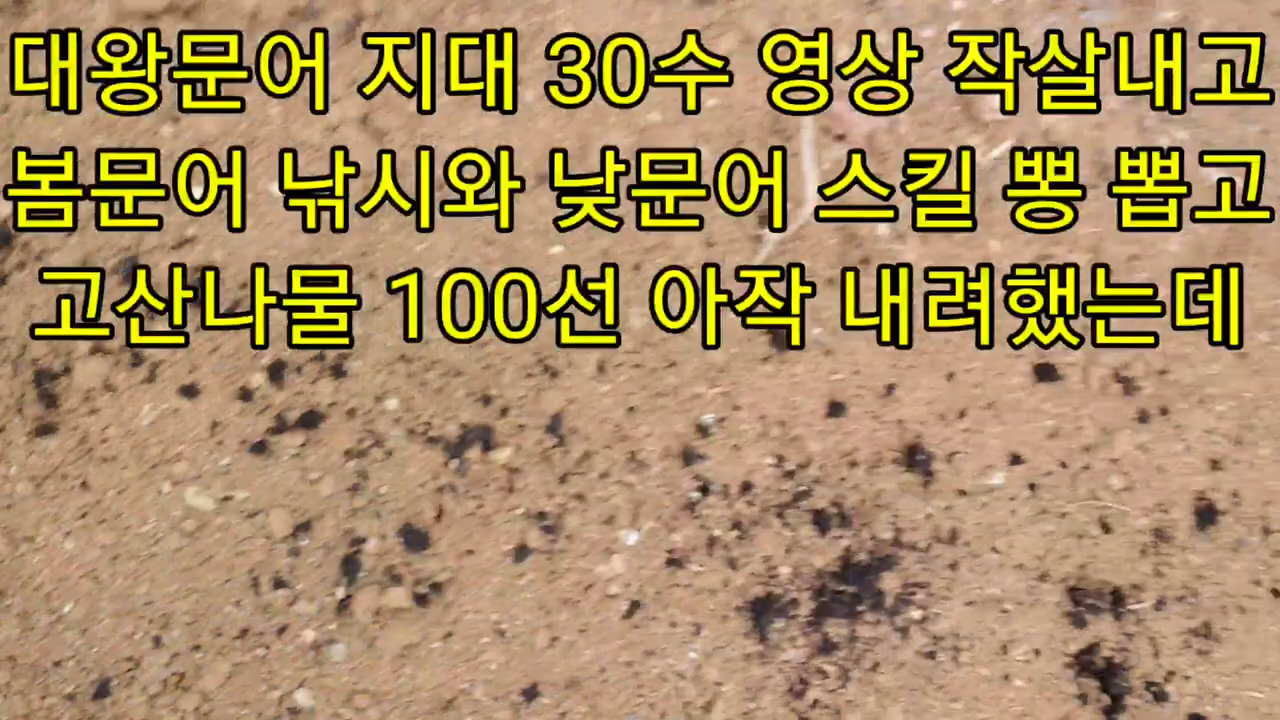 대왕문어 지대 30수 영상 작살내고
봄문어 낚시와 낮문어 스킬 뽕 뽑고
고산나물 100선 아작 내려했는데